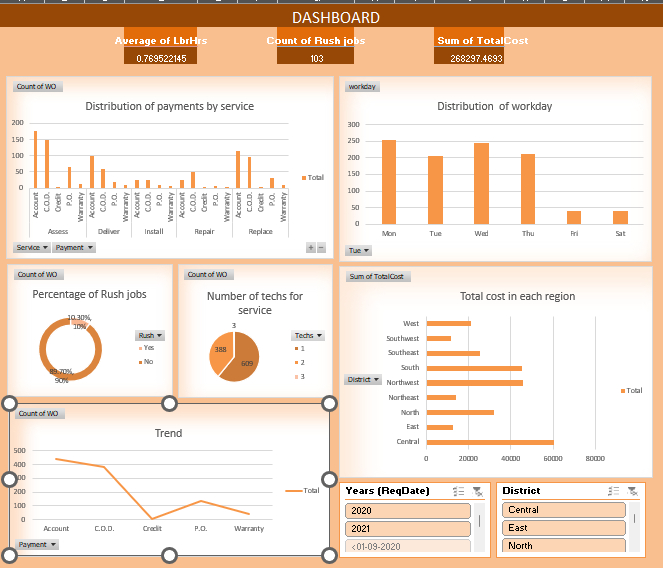 DASHBOARD
Average of LbrHrs
0.769522145
Count of Rush jobs
103
Sum of TotalCost
268297.4693
Count of WO
Distribution of payments by service
200
150
100
50
0
Account
C.O.D.
Credit
P.O.
Warranty
Account
C.O.D.
P.O.
Warranty
Account
C.O.D.
P.O.
Warranty
Account
C.O.D.
Credit
P.O.
Warranty
Account
C.O.D.
Credit
P.O.
Warranty
Assess
Deliver
Install
Repair
Replace
Total
Service
Payment
workday
Distribution of workday
300
250
200
150
100
50
0
Mon
Tue
Wed
Thu
Fri
Sat
Tue
Count of WO
Percentage of Rush jobs
10.30%,
10%
89.70%,
90%
Rush
Yes
No
Count of WO
Number of techs for
service
3
388
609
Techs
1
2
3
Sum of TotalCost
Total cost in each region
West
Southwest
Southeast
South
Northwest
Northeast
North
East
Central
0
20000
40000
60000
80000
District
Total
Count of WO
Trend
500
400
300
200
100
0
Account
C.O.D.
Credit
P.O.
Warranty
Total
Payment
Years (ReqDate)
2020
2021
<01-09-2020
District
Central
East
North